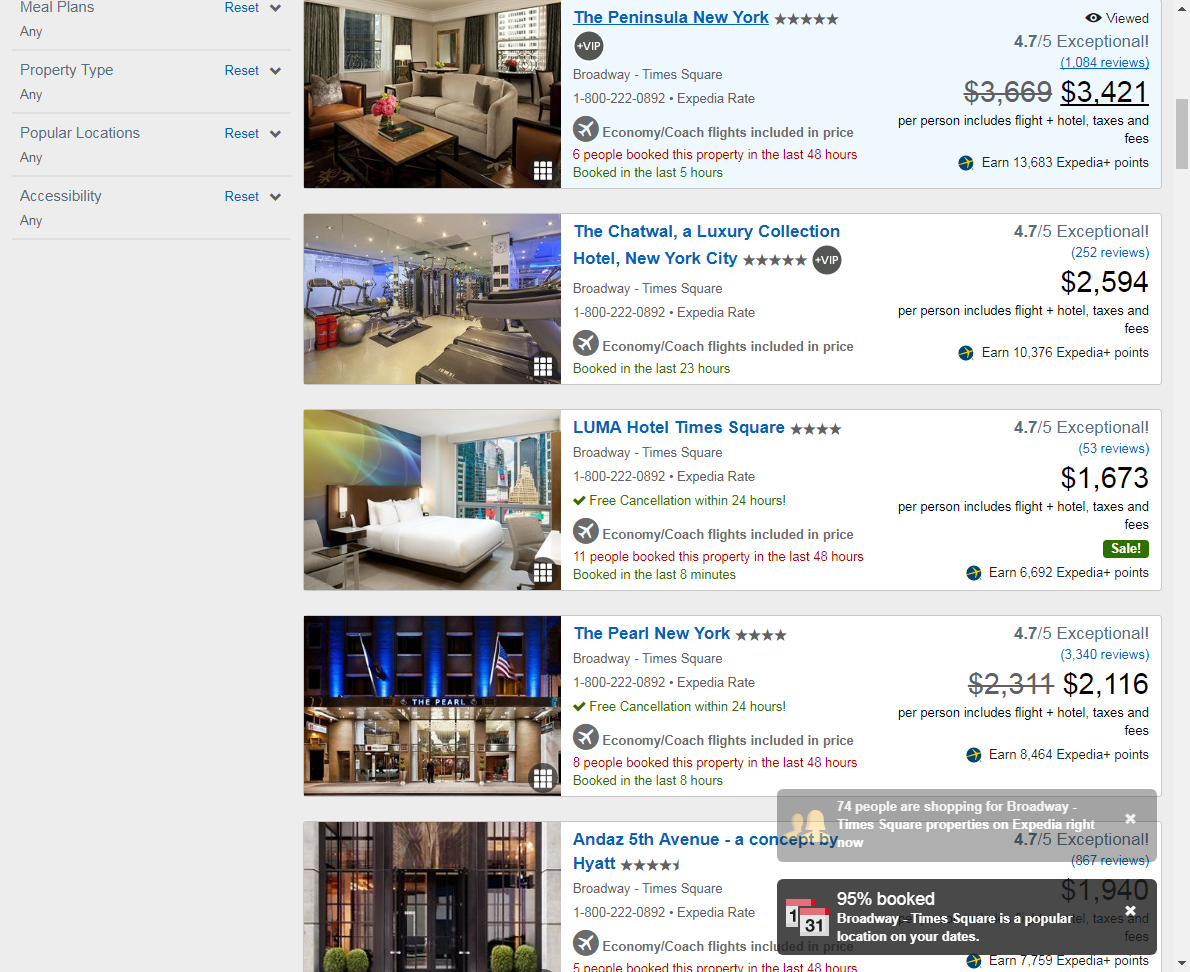 Meal Plans Reset
Any
Property Type Reset
Any
Popular Locations Reset
Any
Accessibility Reset
Any
The Peninsula New York
Viewed
+VIP
4.7/5 Exceptional!
(1,084 reviews)
Broadway - Times Square
1-800-222-0892 • Expedia Rate
$3,669 $3,421
per person includes flight + hotel, taxes and
fees
Economy/Coach flights included in price
6 people booked this property in the last 48 hours
Booked in the last 5 hours
Earn 13,683 Expedia+ points
The Chatwal, a Luxury Collection
Hotel, New York City +VIP
4.7/5 Exceptional!
(252 reviews)
Broadway - Times Square
1-800-222-0892 • Expedia Rate
$2,594
per person includes flight + hotel, taxes and
fees
Economy/Coach flights included in price
Booked in the last 23 hours
Earn 10,376 Expedia+ points
LUMA Hotel Times Square
4.7/5 Exceptional!
(53 reviews)
Broadway - Times Square
1-800-222-0892 • Expedia Rate
$1,673
Free Cancellation within 24 hours!
per person includes flight + hotel, taxes and
fees
Economy/Coach flights included in price
11 people booked this property in the last 48 hours
Booked in the last 8 minutes
Sale!
Earn 6,692 Expedia+ points
THE PEARL
The Pearl New York
4.7/5 Exceptional!
(3,340 reviews)
Broadway - Times Square
1-800-222-0892 • Expedia Rate
$2,311 $2,116
Free Cancellation within 24 hours!
per person includes flight + hotel, taxes and
fees
Economy/Coach flights included in price
8 people booked this property in the last 48 hours
Booked in the last 8 hours
Earn 8,464 Expedia+ points
Andaz 5th Avenue - a concept by
Hyatt
4.7/5 Exceptional!
(867 reviews)
Broadway - Times Square
1-800-222-0892 • Expedia Rate
$1,940
fees
Economy/Coach flights included in price
5 people booked this property in the last 48 hours
Earn 7,759 Expedia+ points
74 people are shopping for Broadway -
Times Square properties on Expedia right
now
1 31
95% booked
Broadway - Times Square is a popular
location on your dates.